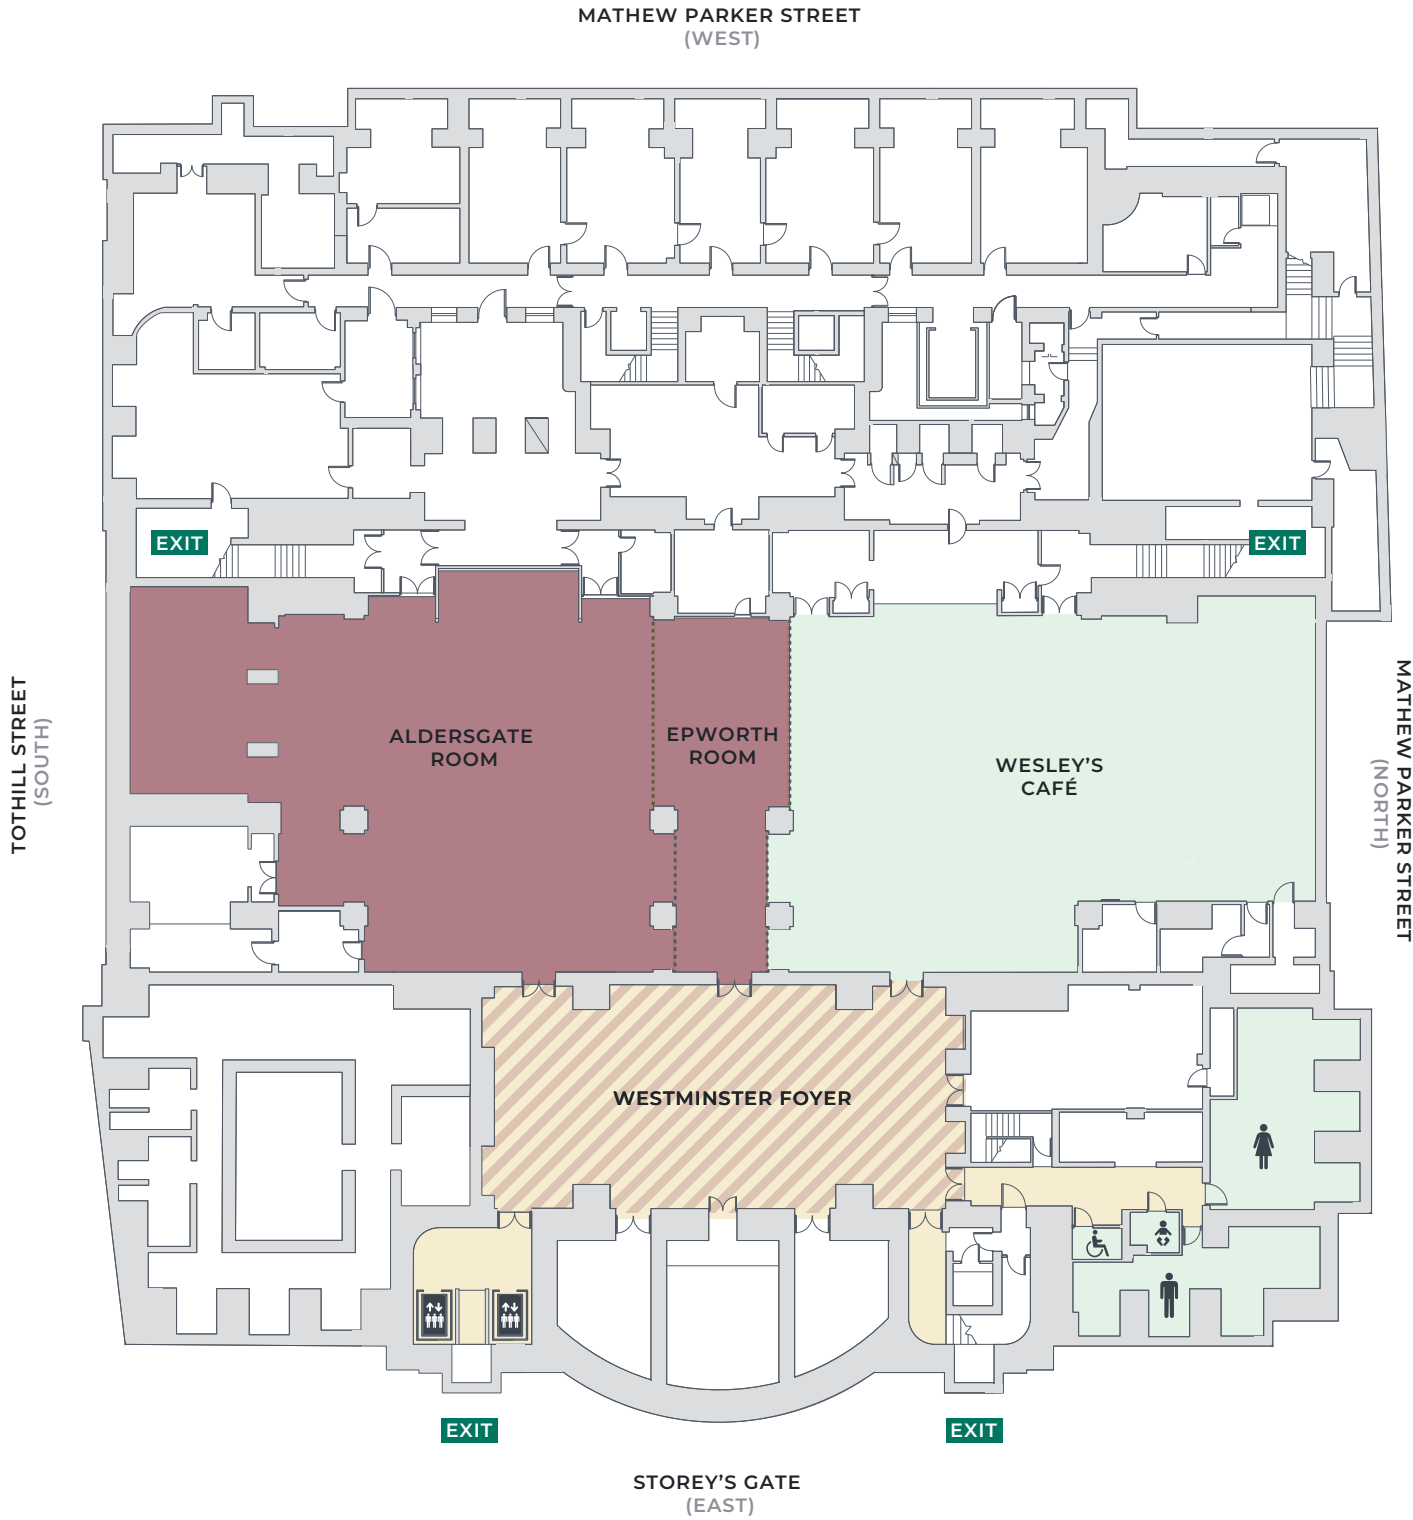 MATHEW PARKER STREET
(WEST)
EXIT
EXIT
TOTHILL STREET
(SOUTH)
ALDERSGATE
ROOM
EPWORTH
ROOM
WESLEY'S
CAFÉ
MATHEW PARKER STREET
(NORTH)
WESTMINSTER FOYER
EXIT
EXIT
STOREY'S GATE
(EAST)